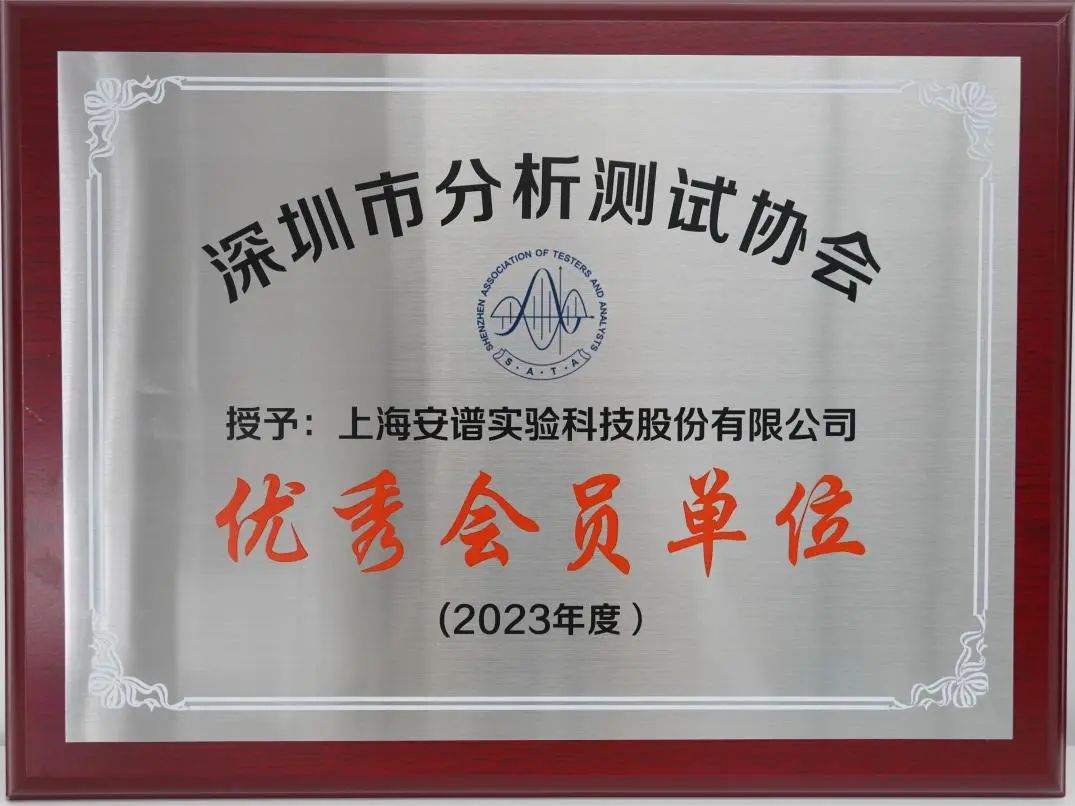 深圳市分析测试协会
SHENZHEN ASSOCIATION OF TESTERS AND ANALYSTS
S·A·T·A
授予：上海安谱实验科技股份有限公司
优秀会员单位
(2023年度）